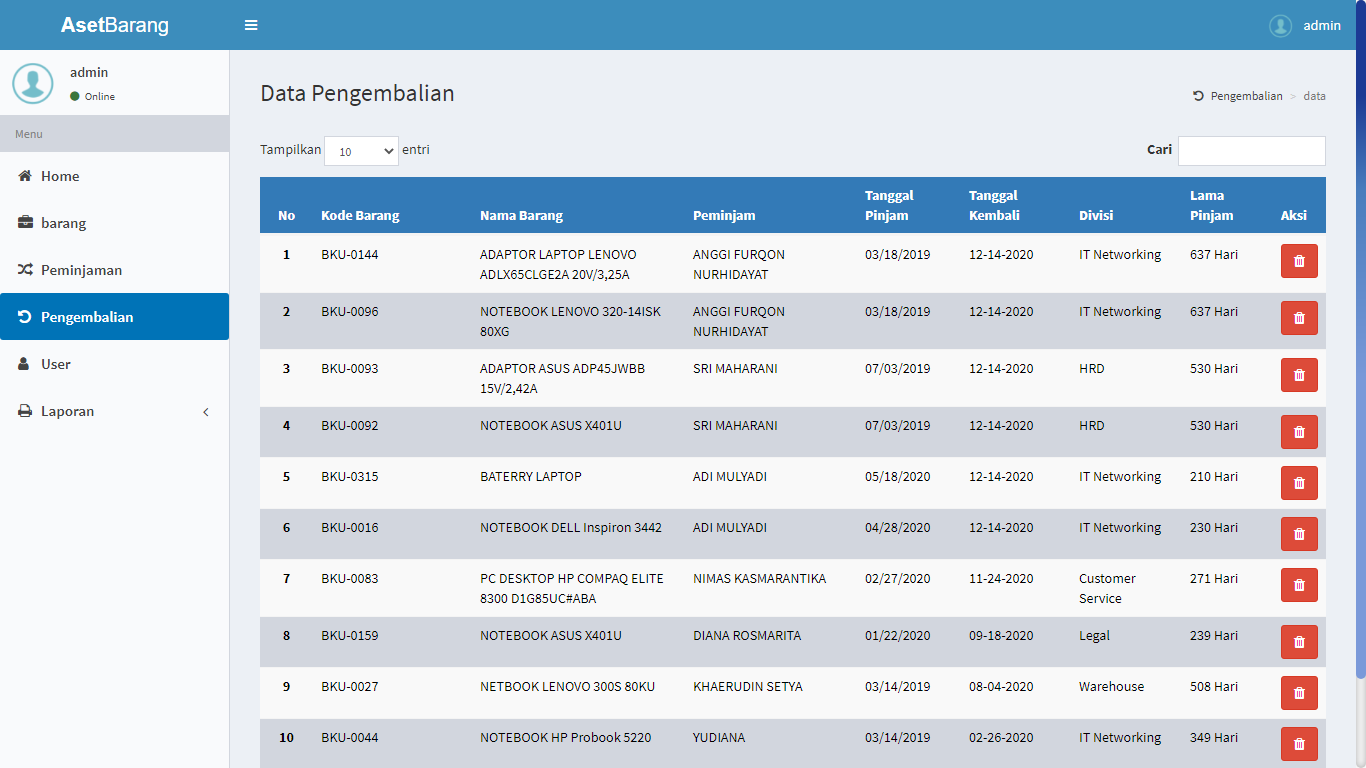 AsetBarang
admin
admin
Online
Menu
Home
barang
Peminjaman
Pengembalian
User
Laporan
Data Pengembalian
Pengembalian > data
Tampilkan 10 entri
Cari
No Kode Barang Nama Barang Peminjam Tanggal Pinjam Tanggal Kembali Divisi Lama Pinjam Aksi
1 BKU-0144 ADAPTOR LAPTOP LENOVO ADLX65CLGE2A 20V/3,25A ANGGI FURQON NURHIDAYAT 03/18/2019 12-14-2020 IT Networking 637 Hari
2 BKU-0096 NOTEBOOK LENOVO 320-14ISK 80XG ANGGI FURQON NURHIDAYAT 03/18/2019 12-14-2020 IT Networking 637 Hari
3 BKU-0093 ADAPTOR ASUS ADP45JWBB 15V/2,42A SRI MAHARANI 07/03/2019 12-14-2020 HRD 530 Hari
4 BKU-0092 NOTEBOOK ASUS X401U SRI MAHARANI 07/03/2019 12-14-2020 HRD 530 Hari
5 BKU-0315 BATERRY LAPTOP ADI MULYADI 05/18/2020 12-14-2020 IT Networking 210 Hari
6 BKU-0016 NOTEBOOK DELL Inspiron 3442 ADI MULYADI 04/28/2020 12-14-2020 IT Networking 230 Hari
7 BKU-0083 PC DESKTOP HP COMPAQ ELITE 8300 D1G85UC#ABA NIMAS KASMARANTIKA 02/27/2020 11-24-2020 Customer Service 271 Hari
8 BKU-0159 NOTEBOOK ASUS X401U DIANA ROSMARITA 01/22/2020 09-18-2020 Legal 239 Hari
9 BKU-0027 NETBOOK LENOVO 300S 80KU KHAERUDIN SETYA 03/14/2019 08-04-2020 Warehouse 508 Hari
10 BKU-0044 NOTEBOOK HP Probook 5220 YUDIANA 03/14/2019 02-26-2020 IT Networking 349 Hari